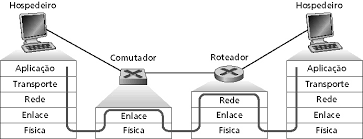 Hospedeiro
Hospedeiro
Comutador
Roteador
Aplicação
Transporte
Rede
Enlace
Física
Enlace
Física
Rede
Enlace
Física
Aplicação
Transporte
Rede
Enlace
Física